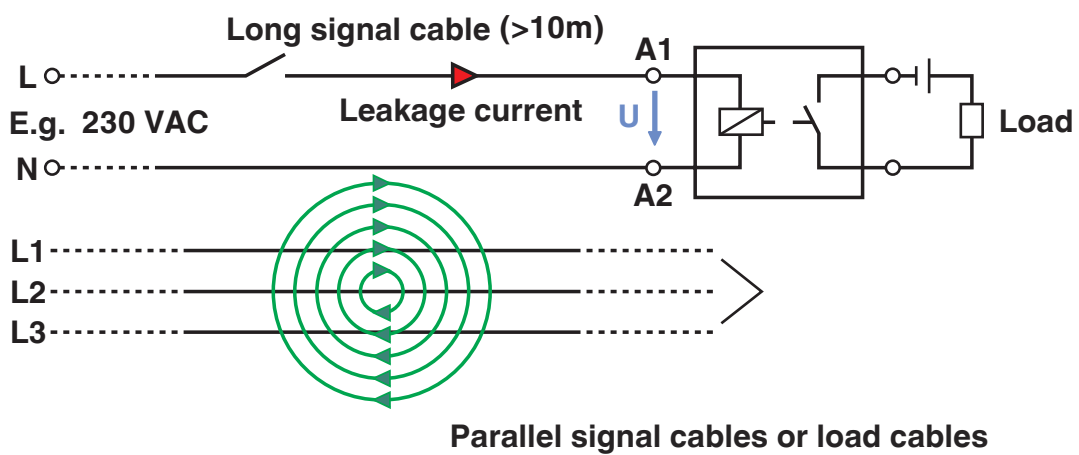 Long signal cable (>10m)
A1
L
Leakage current
E.g. 230 VAC
U
Load
N
A2
L1
L2
L3
Parallel signal cables or load cables